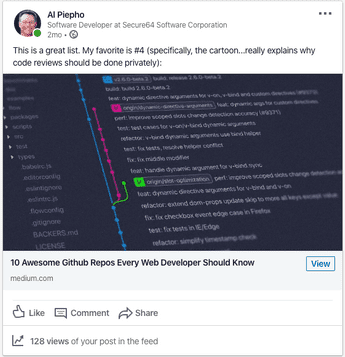 Al Piepho
Software Developer at Secure64 Software Corporation
2mo
This is a great list. My favorite is #4 (specifically, the cartoon...really explains why
code reviews should be done privately):
build: build 2.6.0-beta.3
build: release 2.6.0-beta.3
feat: dynamic directive arguments for v-on, v-bind and custom directives (#9373)
origin/dynamic-directive-arguments
feat: dynamic args for custom directives
perf: improve scoped slots change detection accuracy (#9371)
test: test cases for v-on/v-bind dynamic arguments
refactor: v-bind dynamic arguments use bind helper
test: fix tests, resolve helper conflict
fix: fix middle modifier
feat: handle dynamic argument for v-bind.sync
origin/slot-optimization
perf: improve scoped slots change detection
feat: dynamic directive arguments for v-bind and v-on
refactor: extend dom-props update skip to more
fix: fix checkbox event edge case in Firefox
test: fix tests in IE/Edge
refactor: simplify timestamp check
packages
scripts
src
test
types
.babelrc.js
.editorconfig
.eslintignore
.eslintrc.js
.flowconfig
.gitignore
BACKERS.md
LICENSE
10 Awesome Github Repos Every Web Developer Should Know
View
medium.com
Like
Comment
Share
128 views of your post in the feed